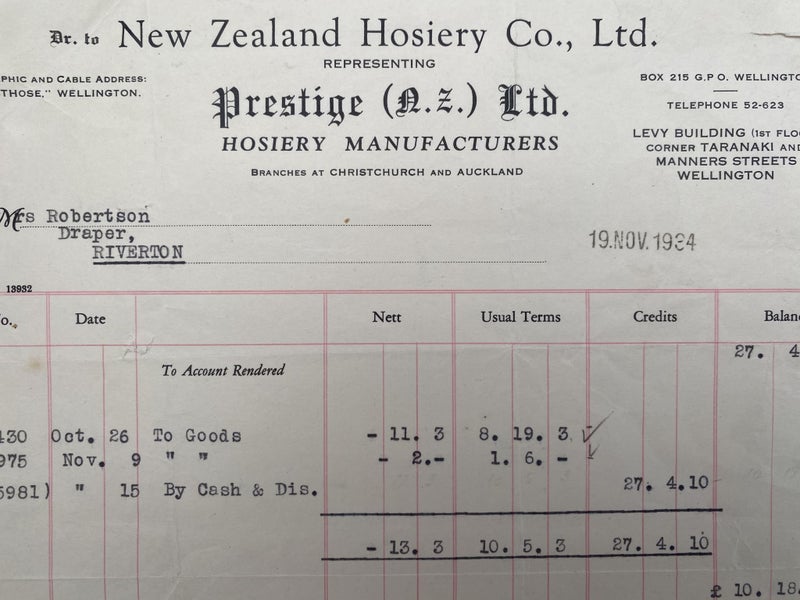 Dr. to New Zealand Hosiery Co., Ltd.
REPRESENTING
Prestige (N.Z.) Ltd.
HOSIERY MANUFACTURERS
BRANCHES AT CHRISTCHURCH AND AUCKLAND
PHIC AND CABLE ADDRESS:
THOSE," WELLINGTON.
BOX 215 G.P.O. WELLINGTO
TELEPHONE 52-623
LEVY BUILDING (1ST FLOO
CORNER TARANAKI AND
MANNERS STREETS
WELLINGTON
Mrs Robertson
Draper,
RIVERTON
19. NOV. 1934
13932
o. Date Nett Usual Terms Credits Balan
To Account Rendered 27. 4
430 Oct. 26 To Goods - 11. 3 8. 19. 3
975 Nov. 9 " " - 2.- 1. 6. -
5981) " 15 By Cash & Dis. 27. 4.10
- 13. 3 10. 5. 3 27. 4. 10
£ 10. 18.